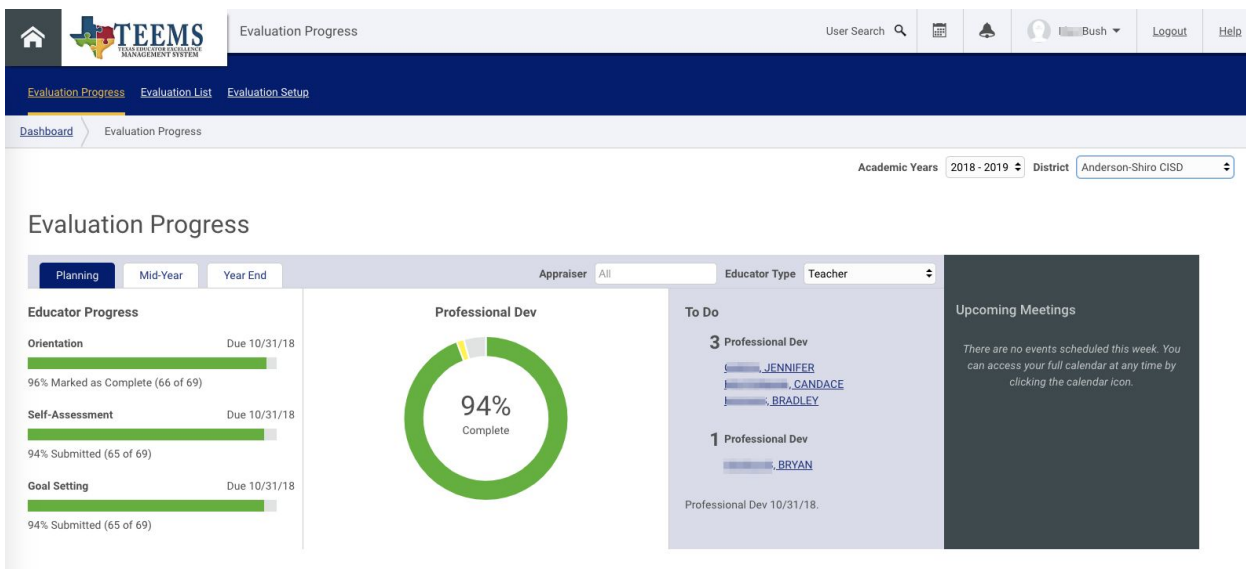 TEEMS
TEXAS EDUCATOR EXCELLENCE
MANAGEMENT SYSTEM
Evaluation Progress
User Search
Bush
Logout
Help
Evaluation Progress Evaluation List Evaluation Setup
Dashboard Evaluation Progress
Academic Years 2018 - 2019 District Anderson-Shiro CISD
Evaluation Progress
Planning Mid-Year Year End Appraiser All Educator Type Teacher
Educator Progress
Orientation Due 10/31/18
96% Marked as Complete (66 of 69)
Self-Assessment Due 10/31/18
94% Submitted (65 of 69)
Goal Setting Due 10/31/18
94% Submitted (65 of 69)
Professional Dev
94%
Complete
To Do
3 Professional Dev
, JENNIFER
, CANDACE
, BRADLEY
1 Professional Dev
, BRYAN
Professional Dev 10/31/18.
Upcoming Meetings
There are no events scheduled this week. You
can access your full calendar at any time by
clicking the calendar icon.